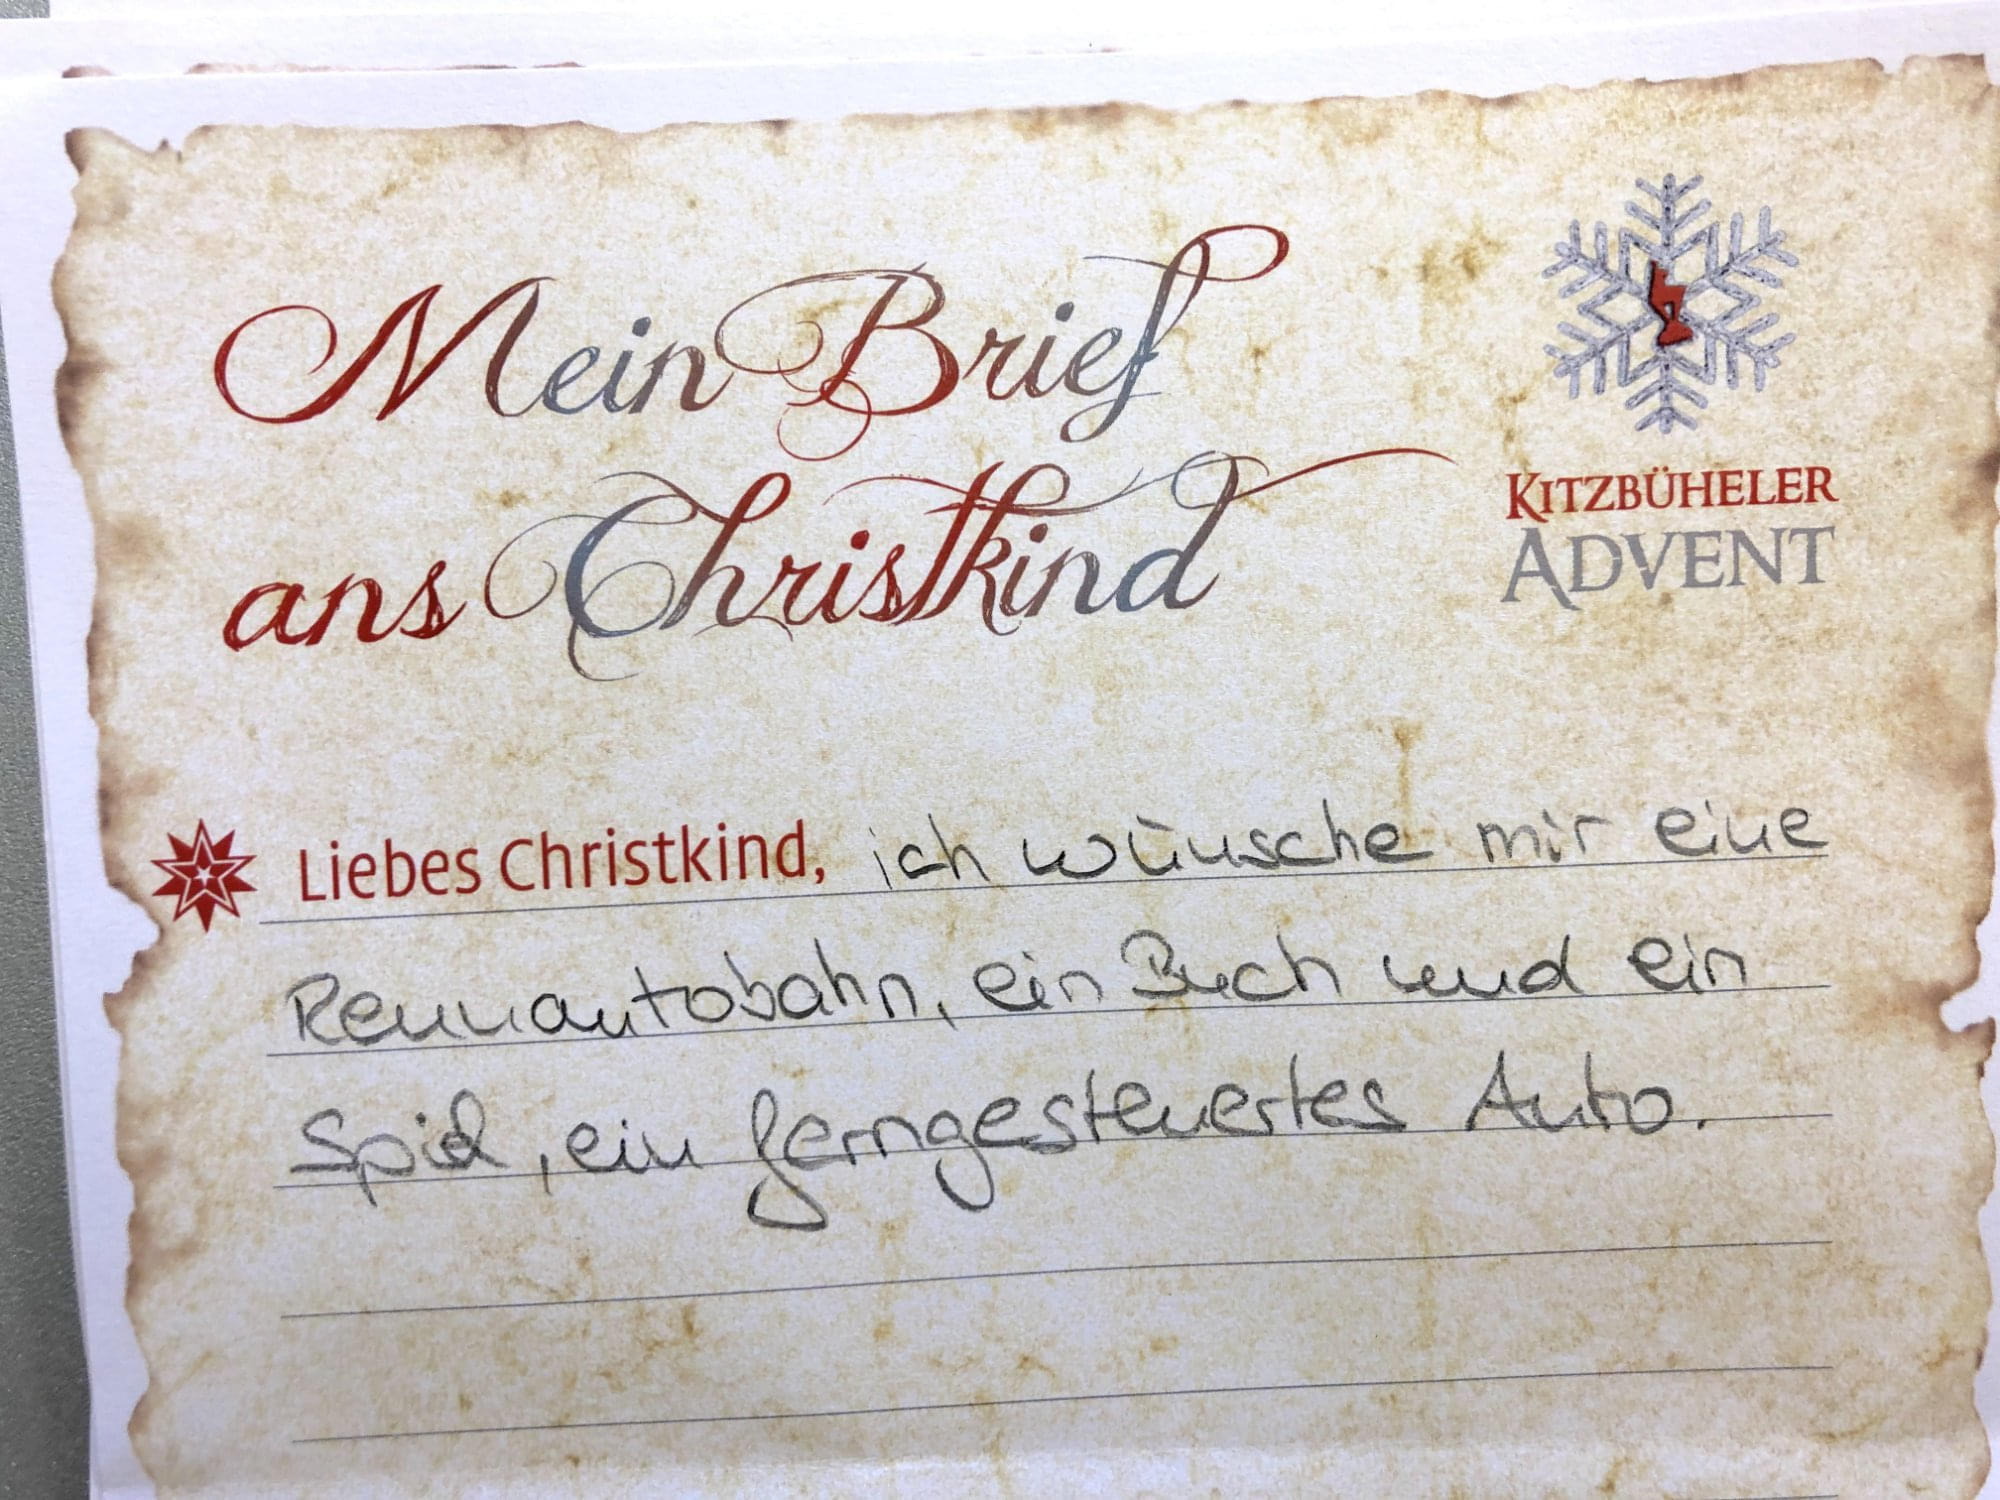 Mein Brief
ans Christkind
KITZBÜHELER
ADVENT
Liebes Christkind, ich wünsche mir eine
Rennautobahn, ein Buch und ein
Spiel, ein ferngesteuertes Auto.